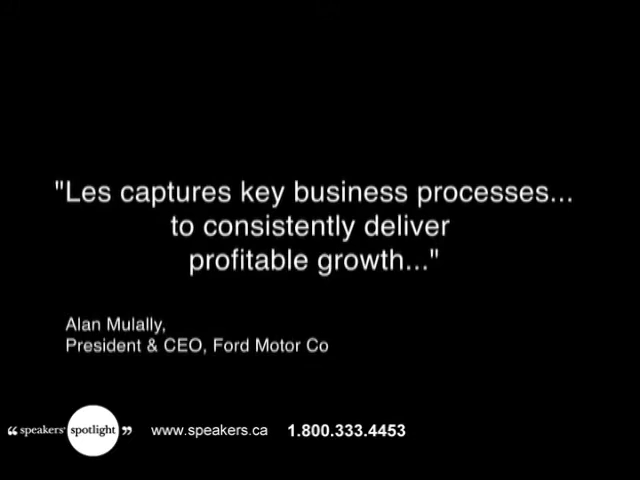 "Les captures key business processes...
to consistently deliver
profitable growth..."
Alan Mulally,
President & CEO, Ford Motor Co
“ speakers' spotlight ” www.speakers.ca 1.800.333.4453